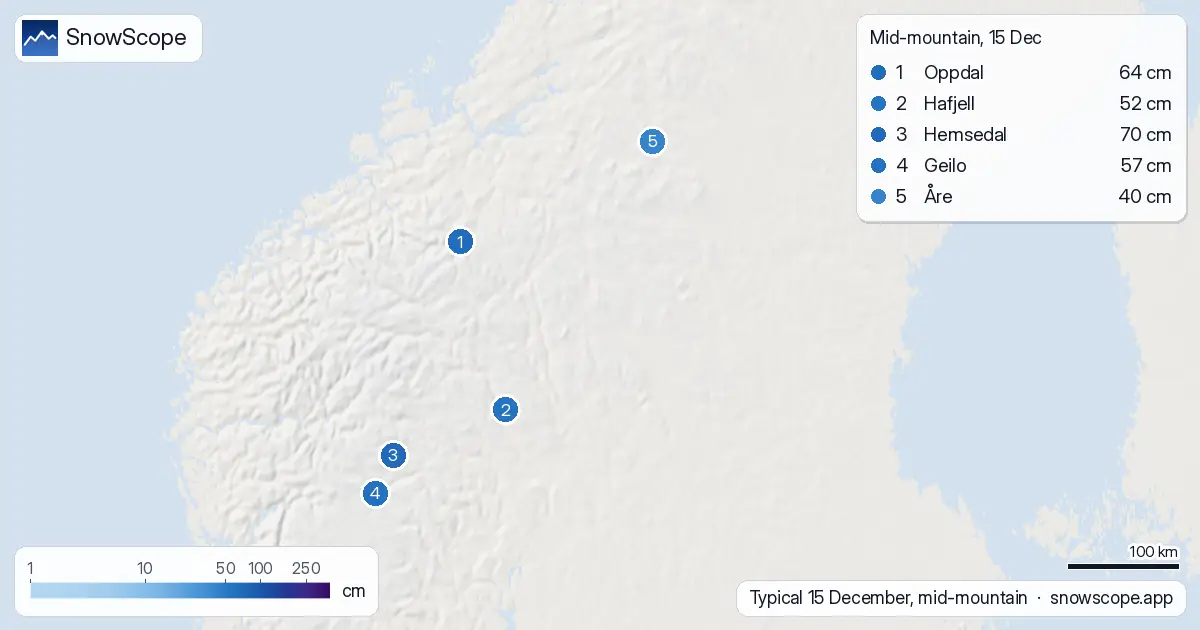 SnowScope
Mid-mountain, 15 Dec
1 Oppdal 64 cm
2 Hafjell 52 cm
3 Hemsedal 70 cm
4 Geilo 57 cm
5 Åre 40 cm
5
1
2
3
4
1 10 50 100 250
cm
100 km
Typical 15 December, mid-mountain · snowscope.app